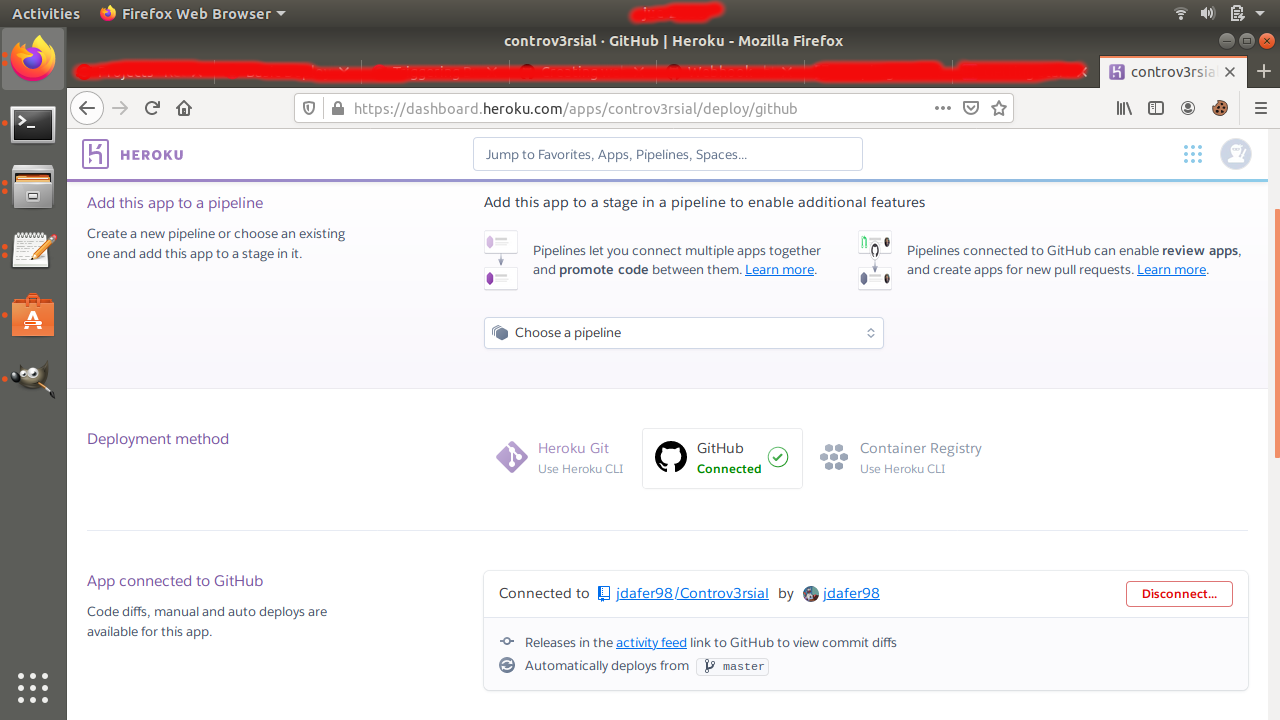 Activities
Firefox Web Browser
controv3rsial · GitHub | Heroku - Mozilla Firefox
controv3rsial
https://dashboard.heroku.com/apps/controv3rsial/deploy/github
HEROKU
Jump to Favorites, Apps, Pipelines, Spaces...
Add this app to a pipeline
Create a new pipeline or choose an existing
one and add this app to a stage in it.
Add this app to a stage in a pipeline to enable additional features
Pipelines let you connect multiple apps together
and promote code between them. Learn more.
Pipelines connected to GitHub can enable review apps,
and create apps for new pull requests. Learn more.
Choose a pipeline
Deployment method
Heroku Git
Use Heroku CLI
GitHub
Connected
Container Registry
Use Heroku CLI
App connected to GitHub
Code diffs, manual and auto deploys are
available for this app.
Connected to jdafer98/Controv3rsial by jdafer98
Disconnect...
Releases in the activity feed link to GitHub to view commit diffs
Automatically deploys from master